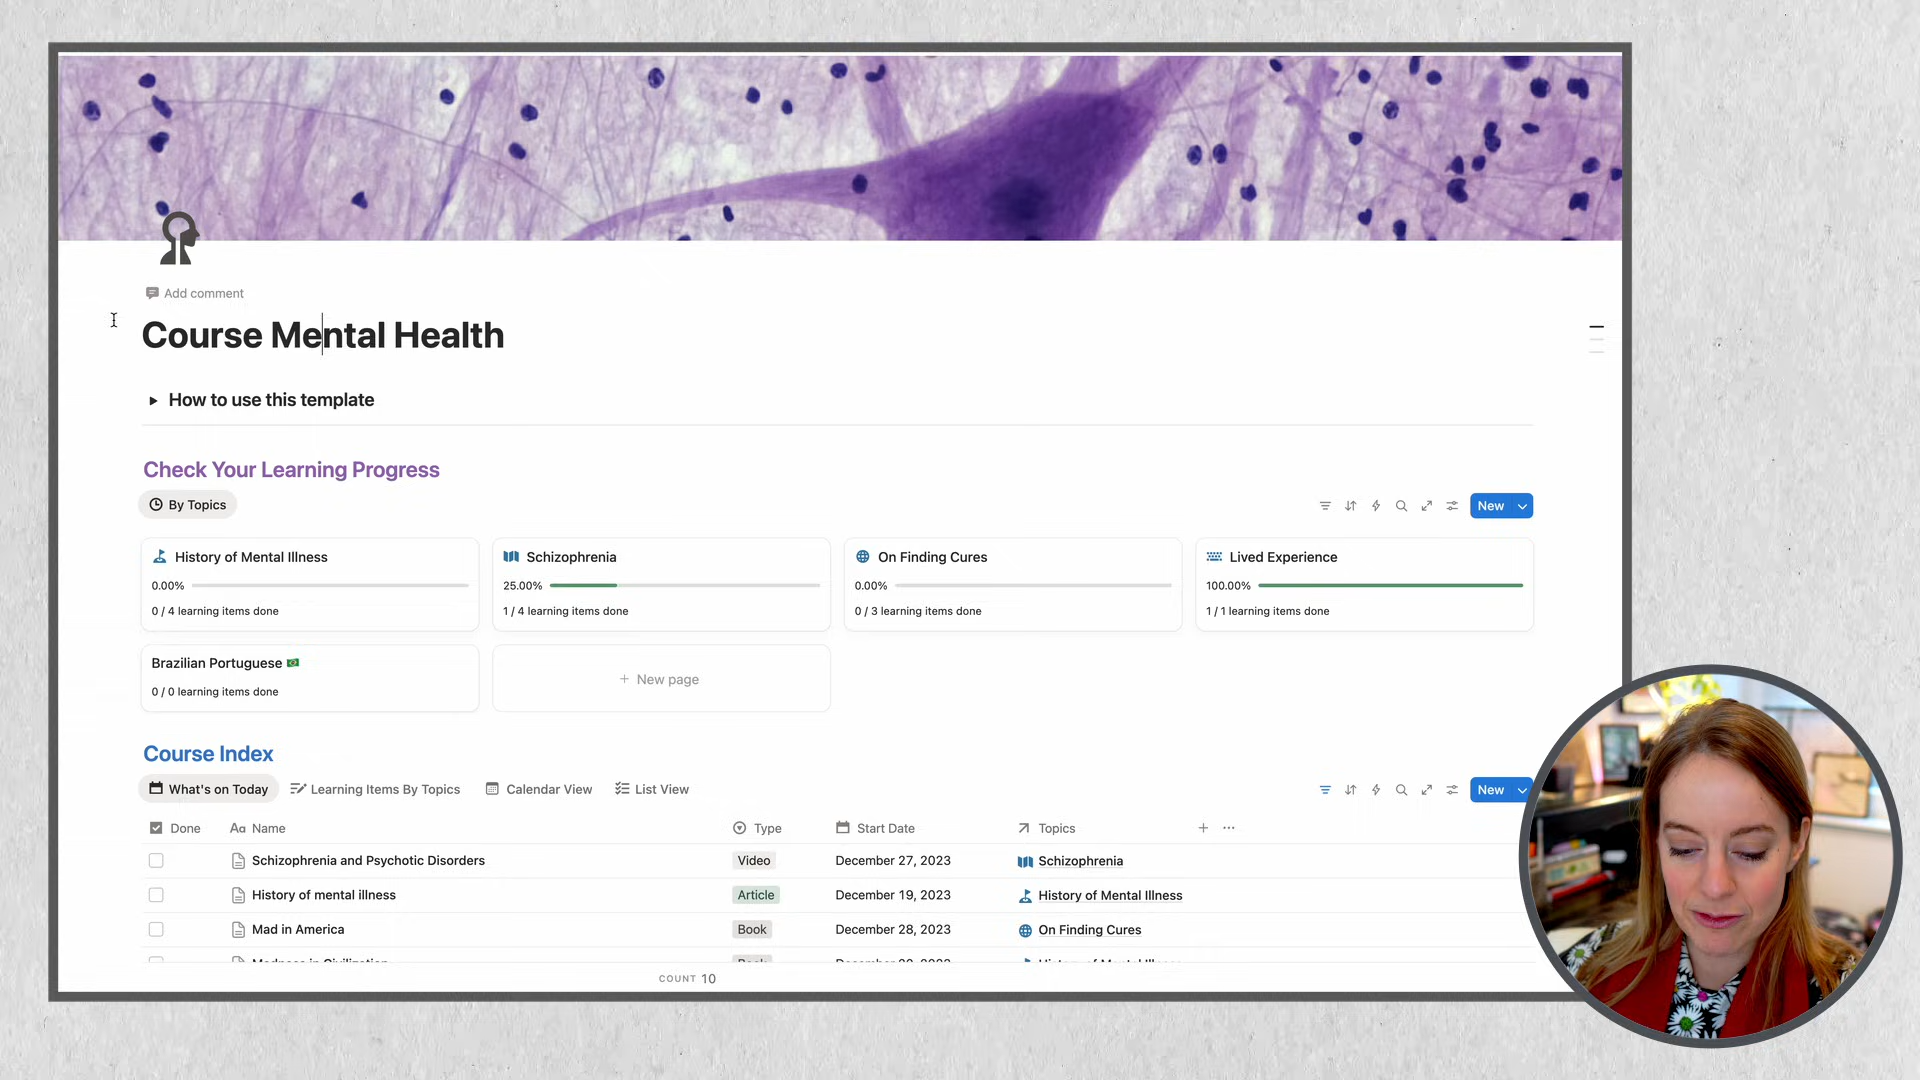 Add comment
Course Mental Health
How to use this template
Check Your Learning Progress
By Topics
New
History of Mental Illness
0.00%
0 / 4 learning items done
Schizophrenia
25.00%
1 / 4 learning items done
On Finding Cures
0.00%
0 / 3 learning items done
Lived Experience
100.00%
1 / 1 learning items done
Brazilian Portuguese 🇧🇷
0 / 0 learning items done
+ New page
Course Index
What's on Today Learning Items By Topics Calendar View List View New
Done Aa Name Type Start Date Topics
Schizophrenia and Psychotic Disorders Video December 27, 2023 Schizophrenia
History of mental illness Article December 19, 2023 History of Mental Illness
Mad in America Book December 28, 2023 On Finding Cures
COUNT 10